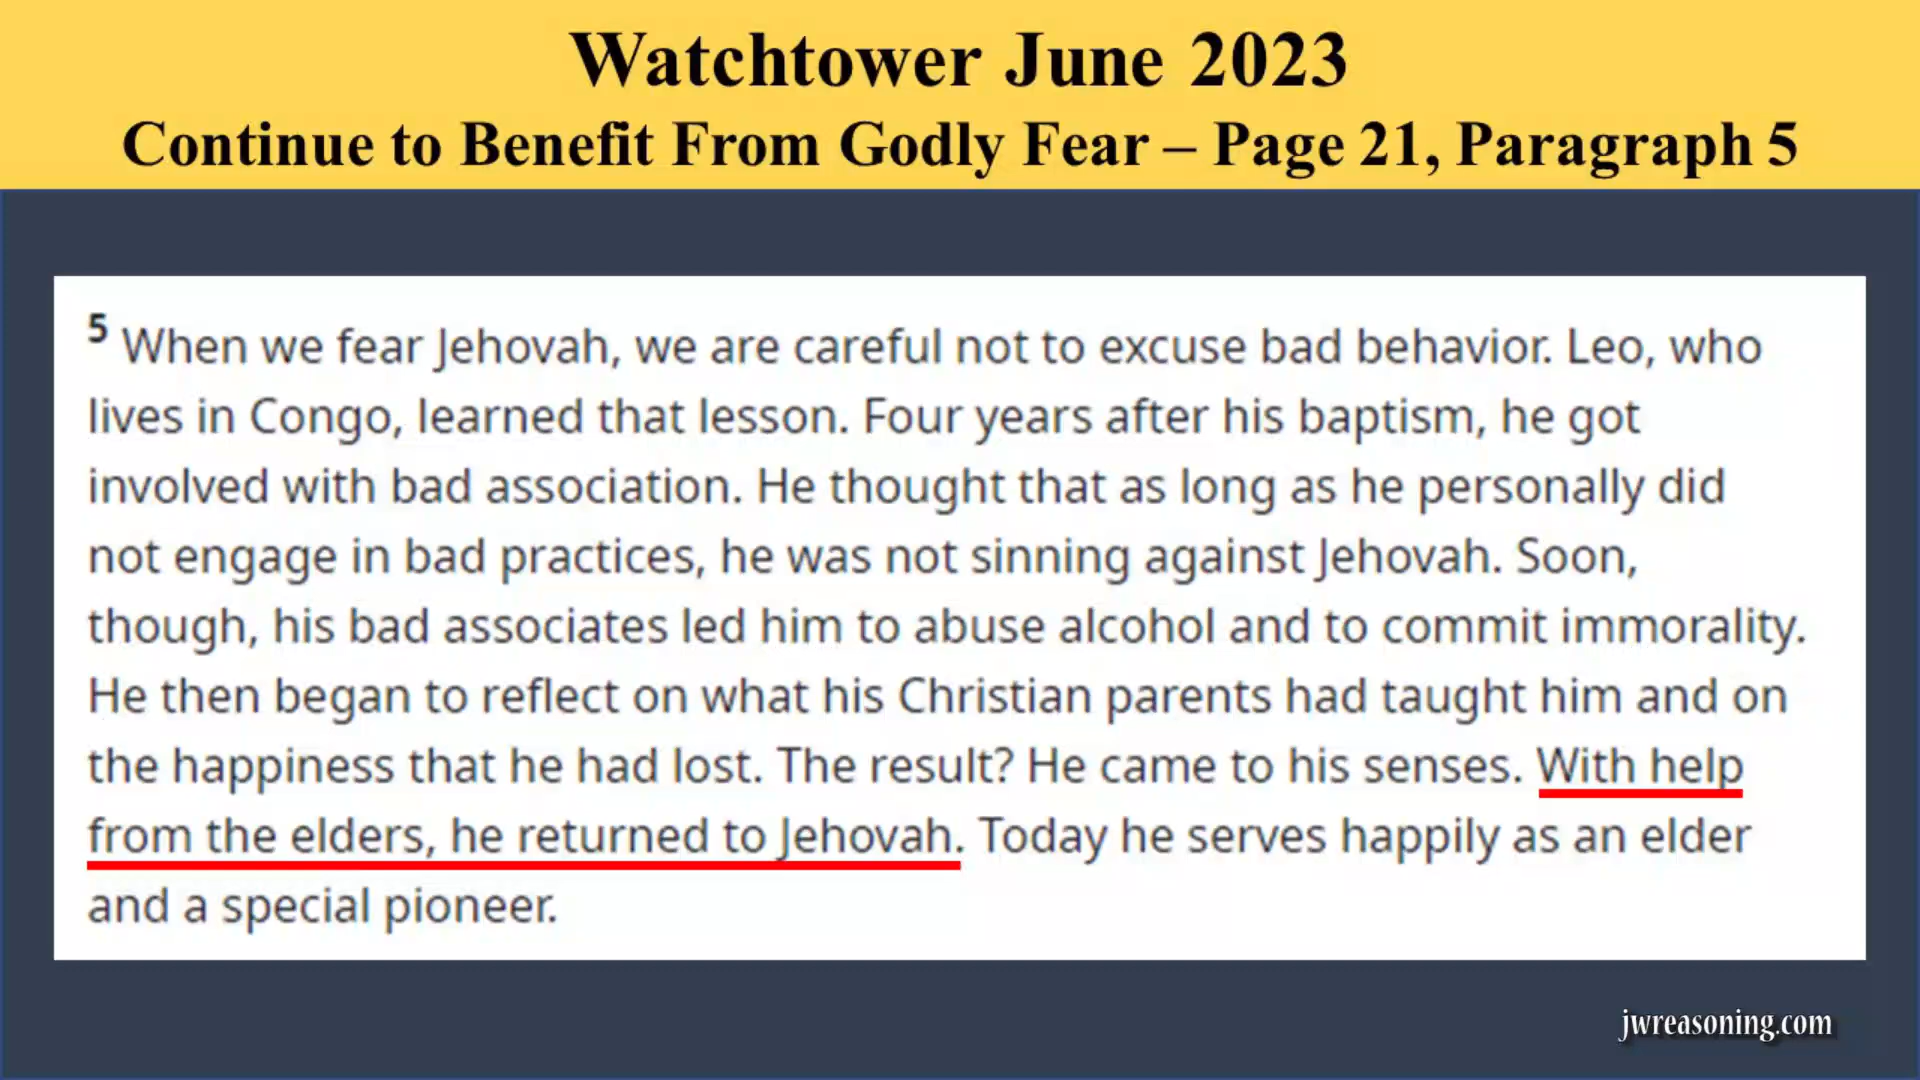 Watchtower June 2023
Continue to Benefit From Godly Fear – Page 21, Paragraph 5
5 When we fear Jehovah, we are careful not to excuse bad behavior. Leo, who
lives in Congo, learned that lesson. Four years after his baptism, he got
involved with bad association. He thought that as long as he personally did
not engage in bad practices, he was not sinning against Jehovah. Soon,
though, his bad associates led him to abuse alcohol and to commit immorality.
He then began to reflect on what his Christian parents had taught him and on
the happiness that he had lost. The result? He came to his senses. With help
from the elders, he returned to Jehovah. Today he serves happily as an elder
and a special pioneer.
jwreasoning.com